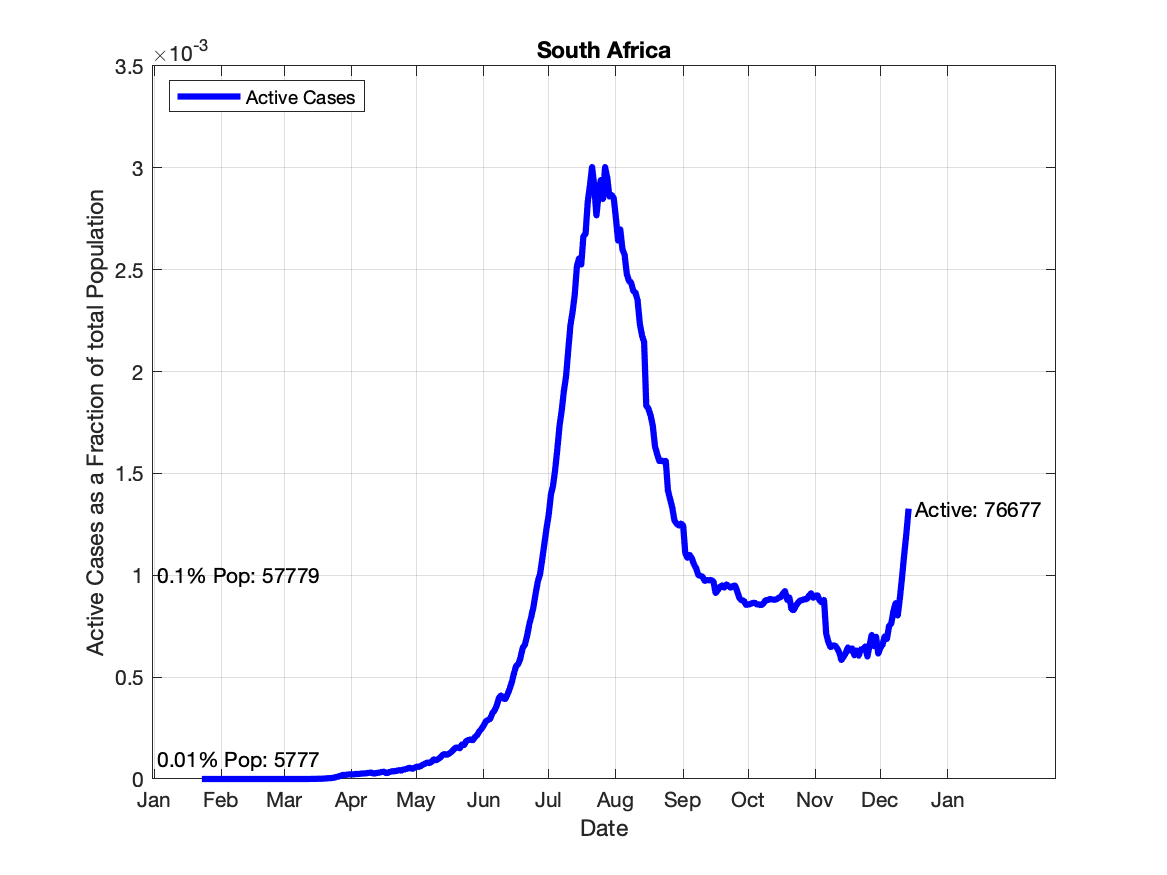 South Africa
×10-3
3.5
3
2.5
2
1.5
1
0.5
0
Active Cases as a Fraction of total Population
Active Cases
Active: 76677
0.1% Pop: 57779
0.01% Pop: 5777
Jan Feb Mar Apr May Jun Jul Aug Sep Oct Nov Dec Jan
Date